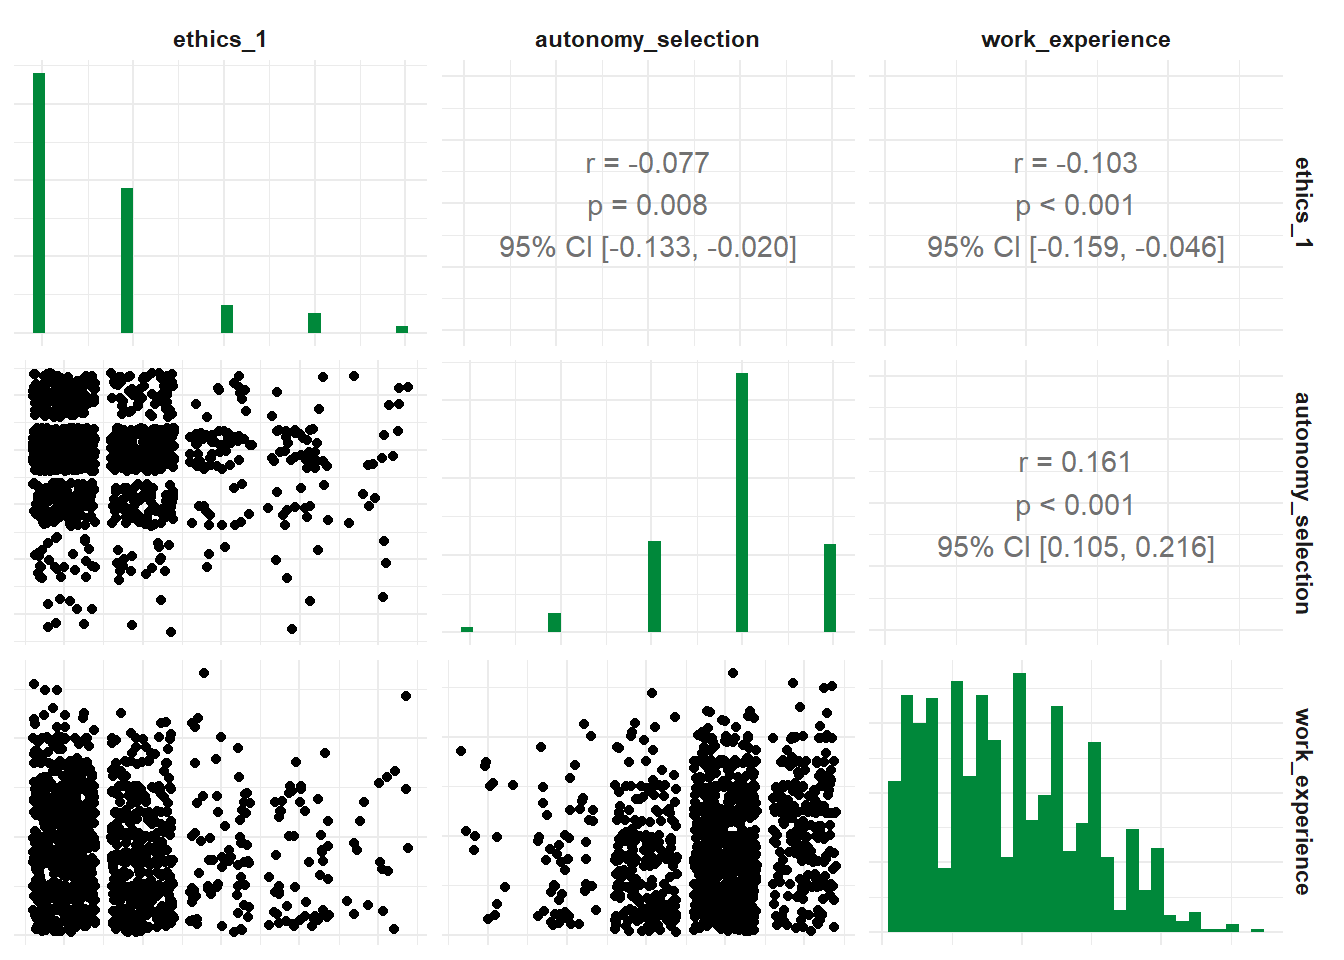 ethics_1
autonomy_selection
work_experience
r = -0.077
p = 0.008
95% CI [-0.133, -0.020]
r = -0.103
p < 0.001
95% CI [-0.159, -0.046]
ethics_1
r = 0.161
p < 0.001
95% CI [0.105, 0.216]
autonomy_selection
work_experience